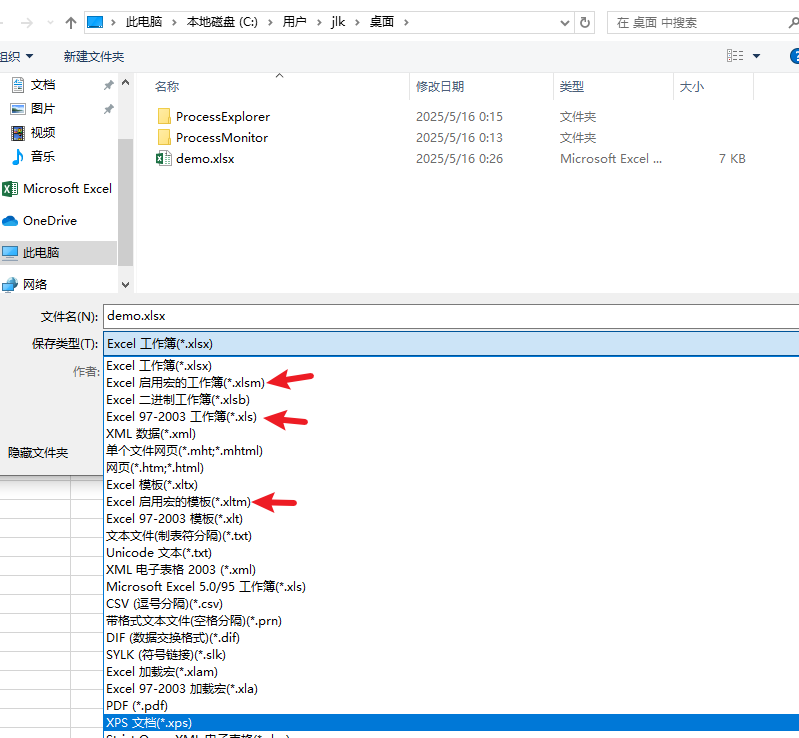 此电脑 › 本地磁盘 (C:) › 用户 › jlk › 桌面 ›
在 桌面 中搜索
组织 新建文件夹
名称 修改日期 类型 大小
文档
图片
视频
音乐
Microsoft Excel
OneDrive
此电脑
网络
ProcessExplorer 2025/5/16 0:15 文件夹
ProcessMonitor 2025/5/16 0:13 文件夹
demo.xlsx 2025/5/16 0:26 Microsoft Excel ... 7 KB
文件名(N): demo.xlsx
保存类型(T): Excel 工作簿(*.xlsx)
作者:
隐藏文件夹
Excel 工作簿(*.xlsx)
Excel 启用宏的工作簿(*.xlsm)
Excel 二进制工作簿(*.xlsb)
Excel 97-2003 工作簿(*.xls)
XML 数据(*.xml)
单个文件网页(*.mht;*.mhtml)
网页(*.htm;*.html)
Excel 模板(*.xltx)
Excel 启用宏的模板(*.xltm)
Excel 97-2003 模板(*.xlt)
文本文件(制表符分隔)(*.txt)
Unicode 文本(*.txt)
XML 电子表格 2003 (*.xml)
Microsoft Excel 5.0/95 工作簿(*.xls)
CSV (逗号分隔)(*.csv)
带格式文本文件(空格分隔)(*.prn)
DIF (数据交换格式)(*.dif)
SYLK (符号链接)(*.slk)
Excel 加载宏(*.xlam)
Excel 97-2003 加载宏(*.xla)
PDF (*.pdf)
XPS 文档(*.xps)